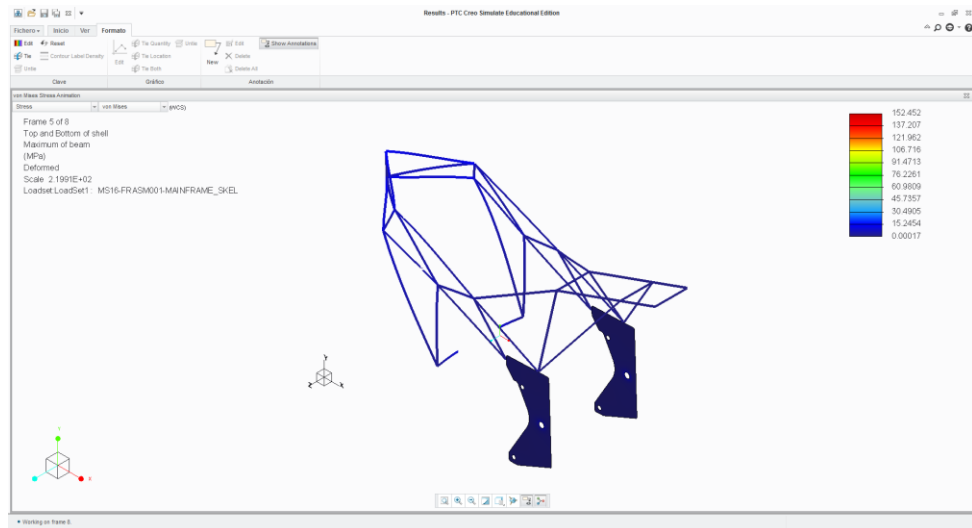 Results - PTC Creo Simulate Educational Edition
Fichero
Inicio
Ver
Formato
Edit
Reset
Tie
Contour Label Density
Unite
Clave
Edit
Tie Quantity
Unite
Tie Location
Tie Both
Gráfico
New
Edit
Delete
Delete All
Show Annotations
Anotación
von Mises Stress Animation
Stress
von Mises
(WCS)
Frame 5 of 8
Top and Bottom of shell
Maximum of beam
(MPa)
Deformed
Scale 2.1991E+02
Loadset:LoadSet1 : MS16-FRASM001-MAINFRAME_SKEL
152.452
137.207
121.962
106.716
91.4713
76.2261
60.9809
45.7357
30.4905
15.2454
0.00017
Y
Z
X
Y
X
Working on frame 8.